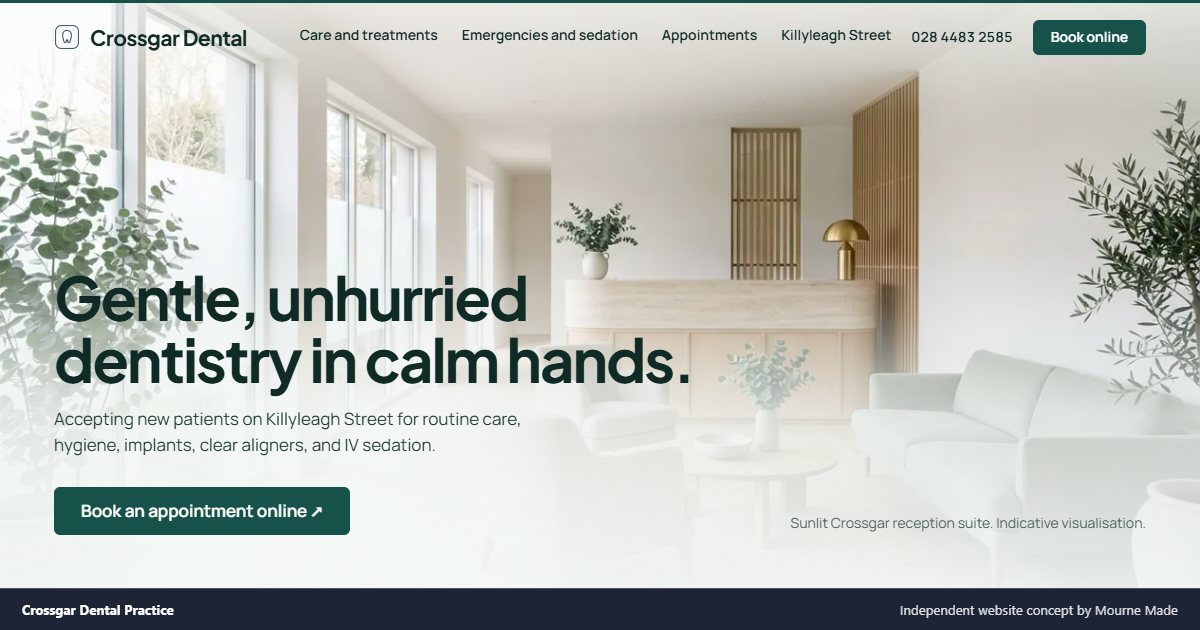 Crossgar Dental
Care and treatments
Emergencies and sedation
Appointments
Killyleagh Street
028 4483 2585
Book online
Gentle, unhurried
dentistry in calm hands.
Accepting new patients on Killyleagh Street for routine care,
hygiene, implants, clear aligners, and IV sedation.
Book an appointment online ↗
Sunlit Crossgar reception suite. Indicative visualisation.
Crossgar Dental Practice
Independent website concept by Mourne Made